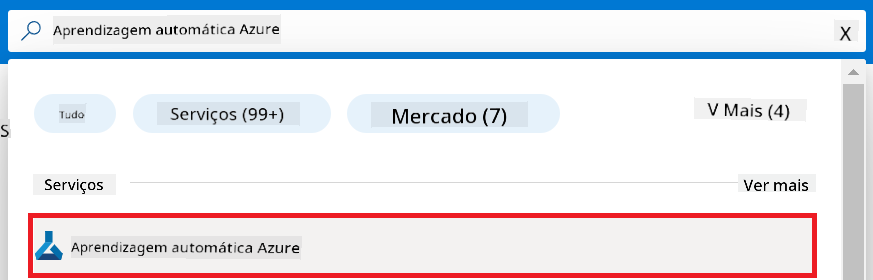 Aprendizagem automática Azure X
Tudo Serviços (99+) Mercado (7) V Mais (4)
S
Serviços Ver mais
Aprendizagem automática Azure